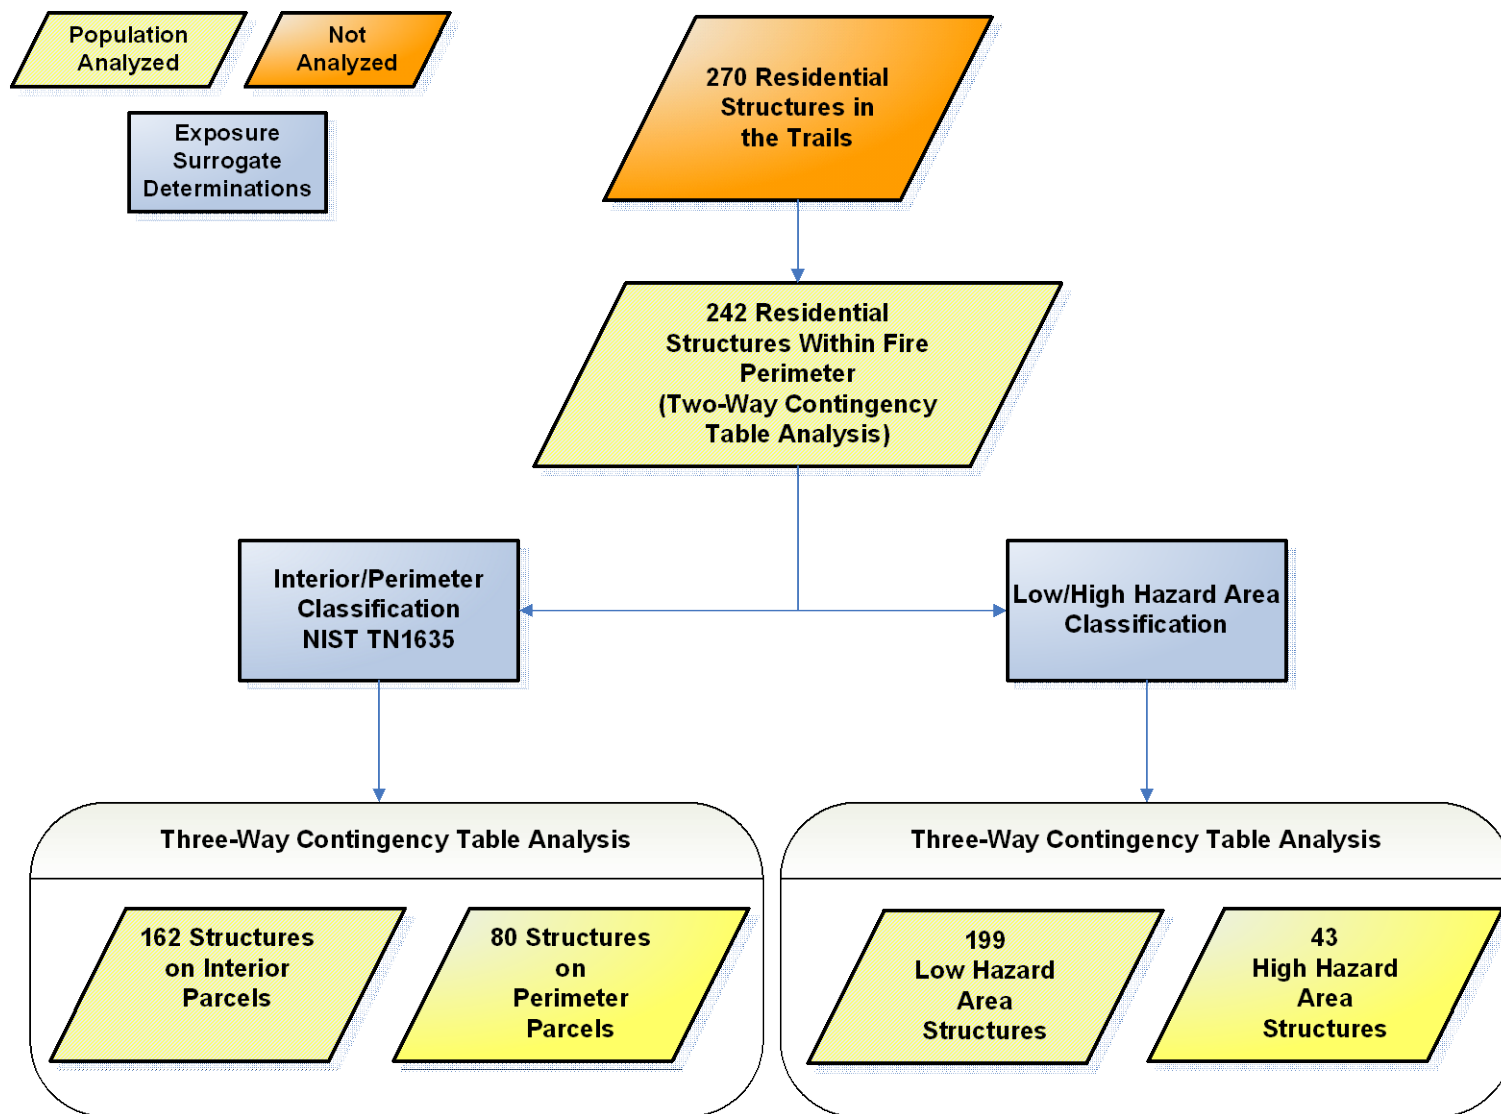 Population
Analyzed
Not
Analyzed
Exposure
Surrogate
Determinations
270 Residential
Structures in
the Trails
242 Residential
Structures Within Fire
Perimeter
(Two-Way Contingency
Table Analysis)
Interior/Perimeter
Classification
NIST TN1635
Low/High Hazard Area
Classification
Three-Way Contingency Table Analysis
162 Structures
on Interior
Parcels
80 Structures
on
Perimeter
Parcels
Three-Way Contingency Table Analysis
199
Low Hazard
Area
Structures
43
High Hazard
Area
Structures